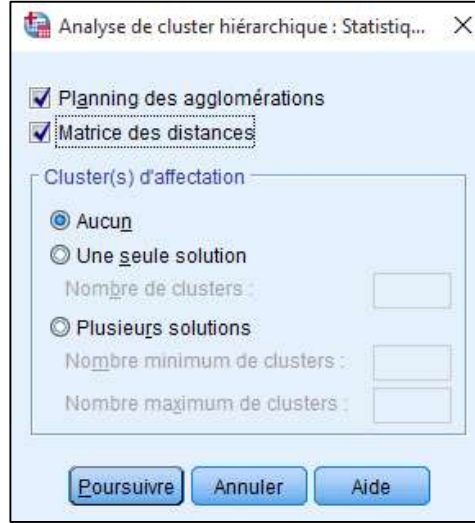 Analyse de cluster hiérarchique : Statistiq...
Planning des agglomérations
Matrice des distances
Cluster(s) d'affectation
Aucun
Une seule solution
Nombre de clusters :
Plusieurs solutions
Nombre minimum de clusters :
Nombre maximum de clusters :
Poursuivre Annuler Aide